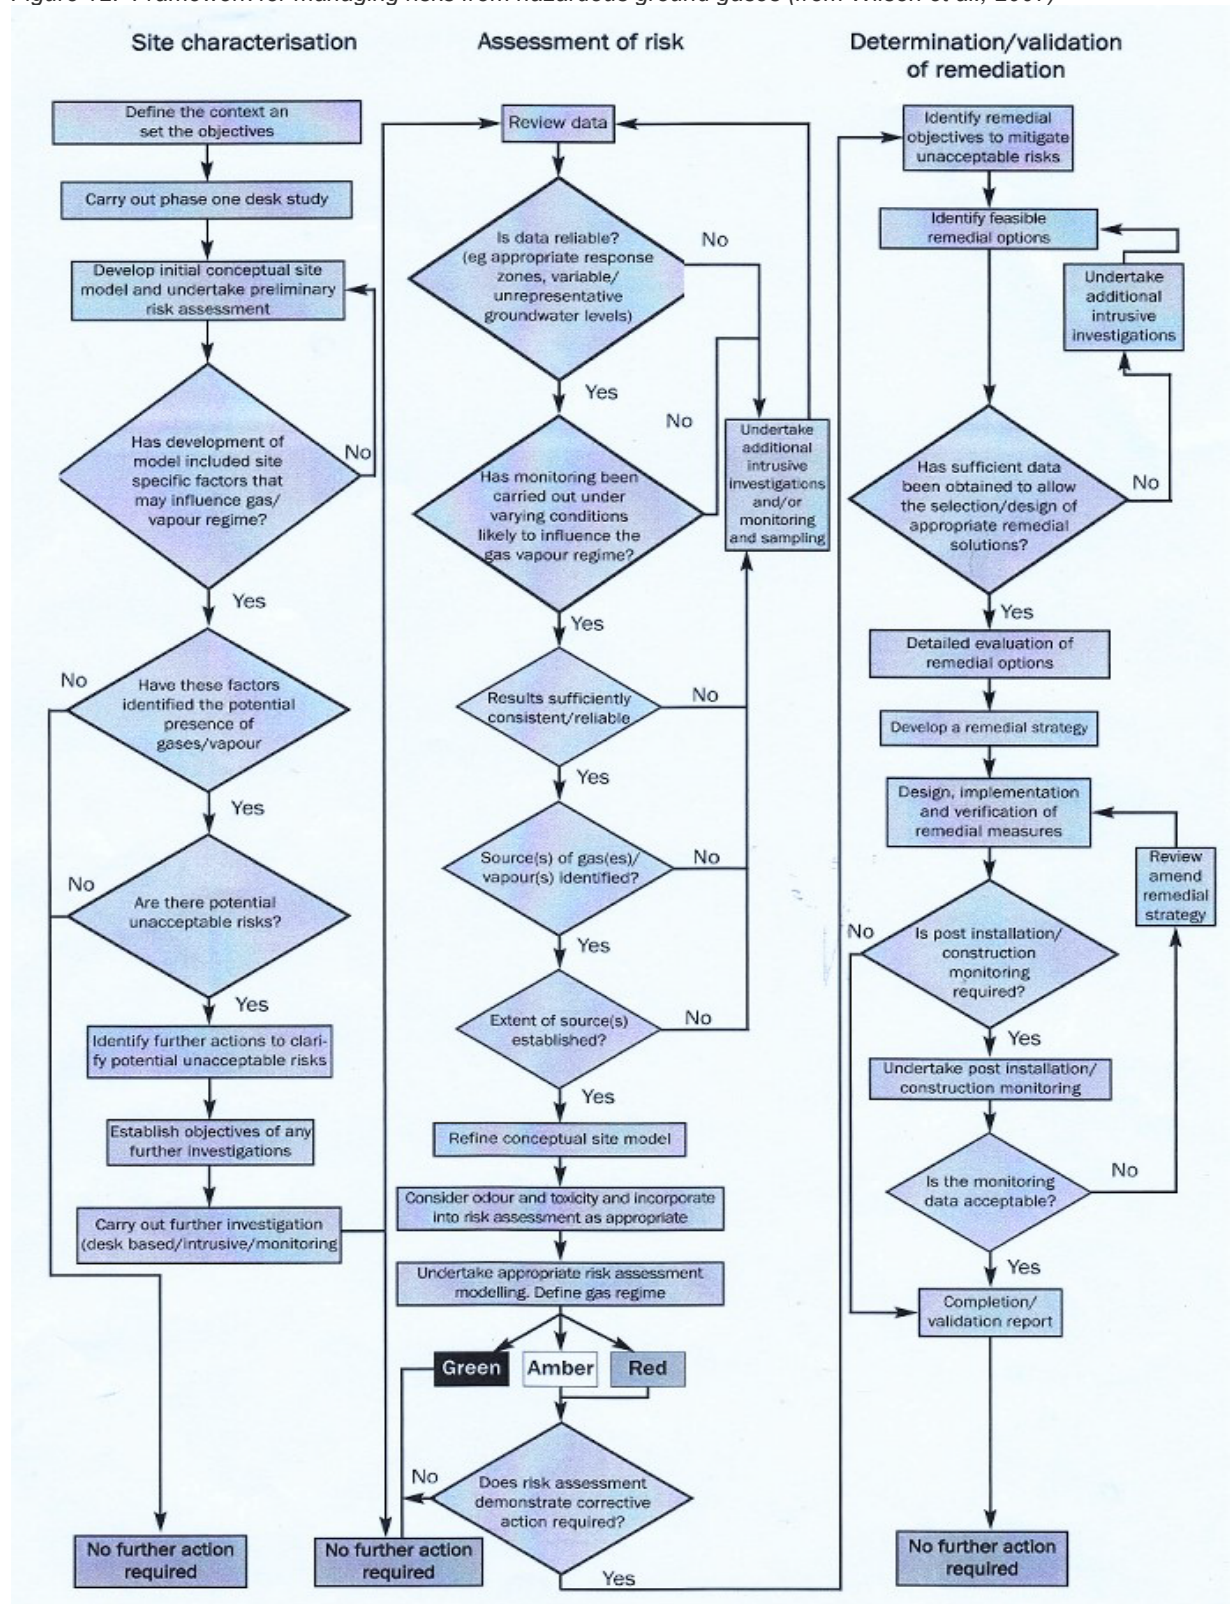 Site characterisation
Define the context an
set the objectives
Carry out phase one desk study
Develop initial conceptual site
model and undertake preliminary
risk assessment
Has development of
model included site
specific factors that
may influence gas/
vapour regime?
No
Yes
Have these factors
identified the potential
presence of
gases/vapour
No
Yes
Are there potential
unacceptable risks?
No
Yes
Identify further actions to clari-
fy potential unacceptable risks
Establish objectives of any
further investigations
Carry out further investigation
(desk based/intrusive/monitoring
No further action
required
Assessment of risk
Review data
Is data reliable?
(eg appropriate response
zones, variable/
unrepresentative
groundwater levels)
No
Yes
Has monitoring been
carried out under
varying conditions
likely to influence the
gas vapour regime?
No
Undertake
additional
intrusive
investigations
and/or
monitoring
and sampling
Yes
Results sufficiently
consistent/reliable
No
Yes
Source(s) of gas(es)/
vapour(s) identified?
No
Yes
Extent of source(s)
established?
No
Yes
Refine conceptual site model
Consider odour and toxicity and incorporate
into risk assessment as appropriate
Undertake appropriate risk assessment
modelling. Define gas regime
Green
Amber
Red
Does risk assessment
demonstrate corrective
action required?
No
Yes
No further action
required
Determination/validation
of remediation
Identify remedial
objectives to mitigate
unacceptable risks
Identify feasible
remedial options
Undertake
additional
intrusive
investigations
Has sufficient data
been obtained to allow
the selection/design of
appropriate remedial
solutions?
No
Yes
Detailed evaluation of
remedial options
Develop a remedial strategy
Design, implementation
and verification of
remedial measures
Review
amend
remedial
strategy
Is post installation/
construction
monitoring
required?
No
Yes
Undertake post installation/
construction monitoring
Is the monitoring
data acceptable?
No
Yes
Completion/
validation report
No further action
required